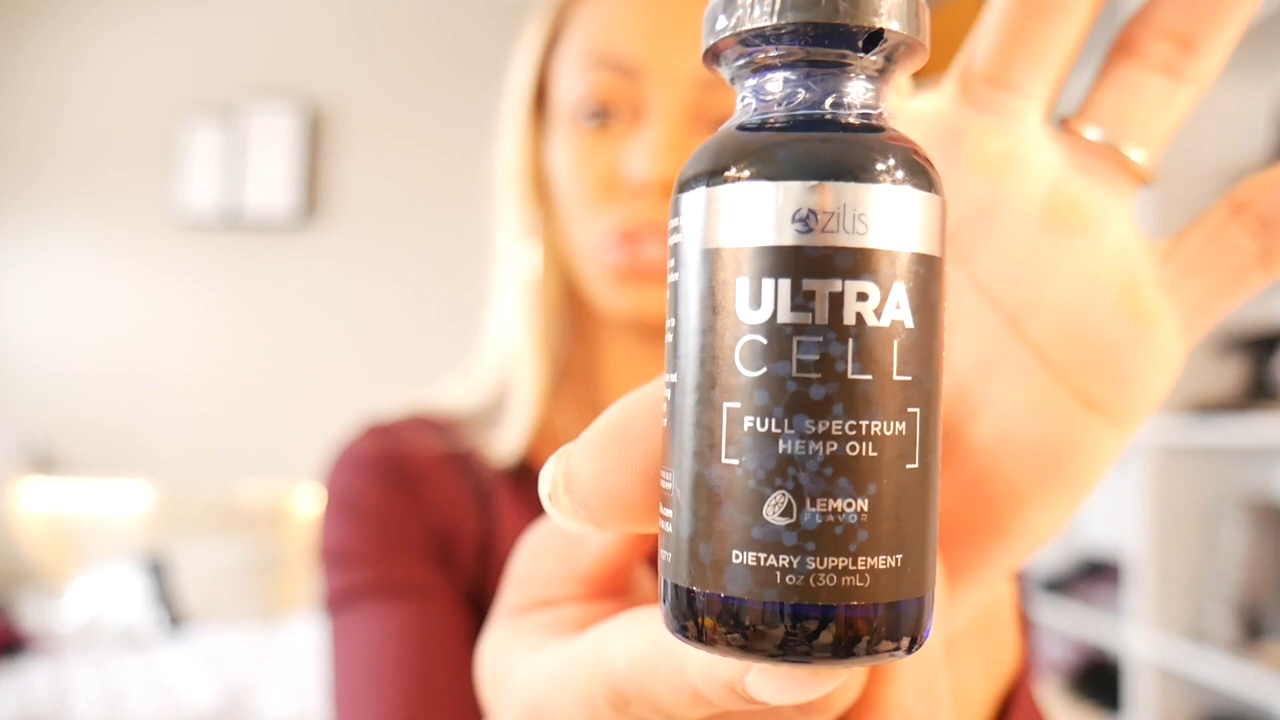 zilis
ULTRA
CELL
FULL SPECTRUM
HEMP OIL
LEMON
FLAVOR
DIETARY SUPPLEMENT
1 oz (30 mL)